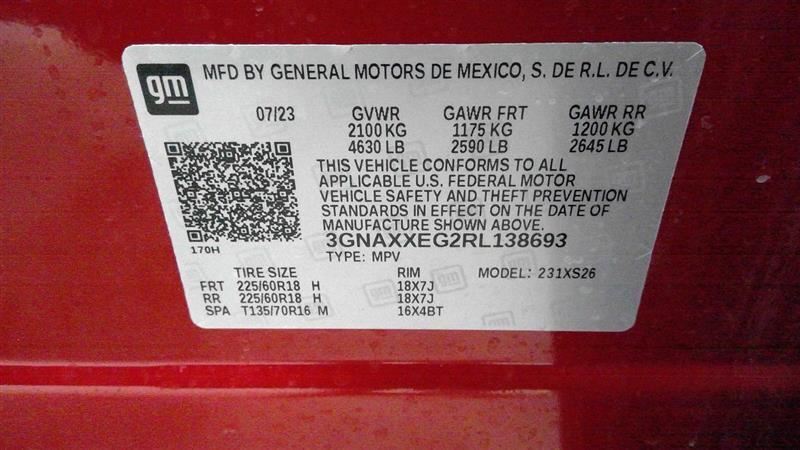 gm MFD BY GENERAL MOTORS DE MEXICO, S. DE R.L. DE C.V.
07/23 GVWR GAWR FRT GAWR RR
2100 KG 1175 KG 1200 KG
4630 LB 2590 LB 2645 LB
THIS VEHICLE CONFORMS TO ALL
APPLICABLE U.S. FEDERAL MOTOR
VEHICLE SAFETY AND THEFT PREVENTION
STANDARDS IN EFFECT ON THE DATE OF
MANUFACTURE SHOWN ABOVE.
170H 3GNAXXEG2RL138693
TYPE: MPV
TIRE SIZE RIM MODEL: 231XS26
FRT 225/60R18 H 18X7J
RR 225/60R18 H 18X7J
SPA T135/70R16 M 16X4BT